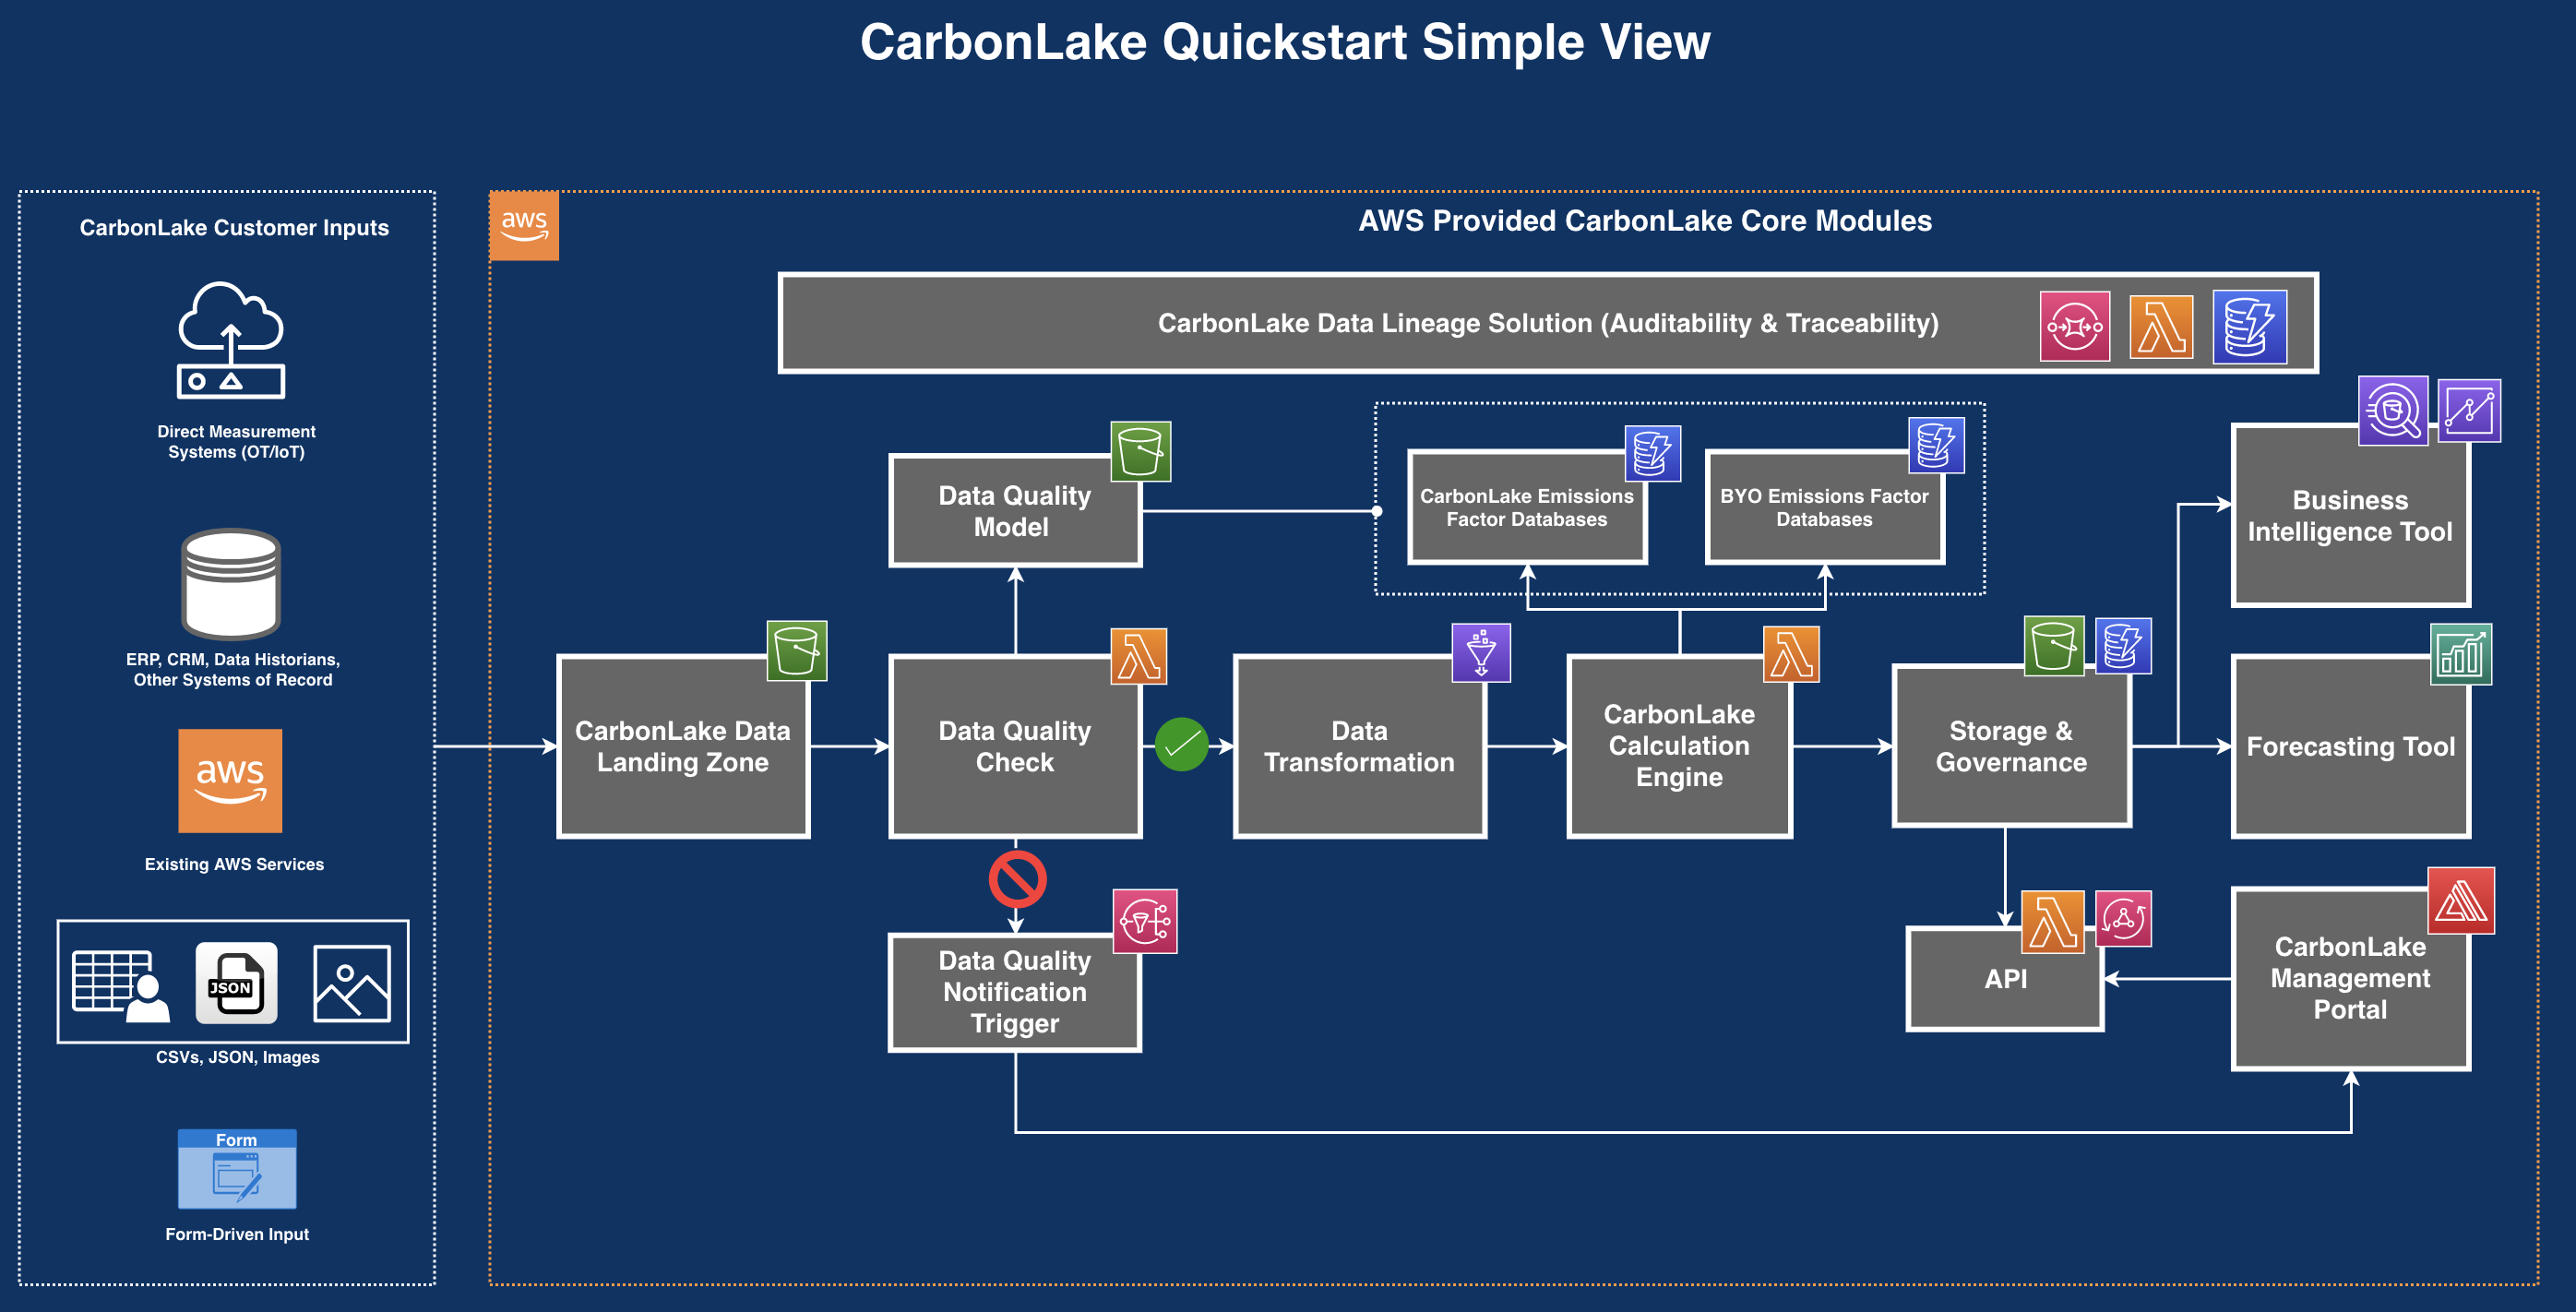 CarbonLake Quickstart Simple View
CarbonLake Customer Inputs
Direct Measurement
Systems (OT/IoT)
ERP, CRM, Data Historians,
Other Systems of Record
aws
Existing AWS Services
JSON
CSVs, JSON, Images
Form
Form-Driven Input
aws
AWS Provided CarbonLake Core Modules
CarbonLake Data Lineage Solution (Auditability & Traceability)
Data Quality
Model
CarbonLake Emissions
Factor Databases
BYO Emissions Factor
Databases
Business
Intelligence Tool
CarbonLake Data
Landing Zone
Data Quality
Check
Data
Transformation
CarbonLake
Calculation
Engine
Storage &
Governance
Forecasting Tool
Data Quality
Notification
Trigger
API
CarbonLake
Management
Portal